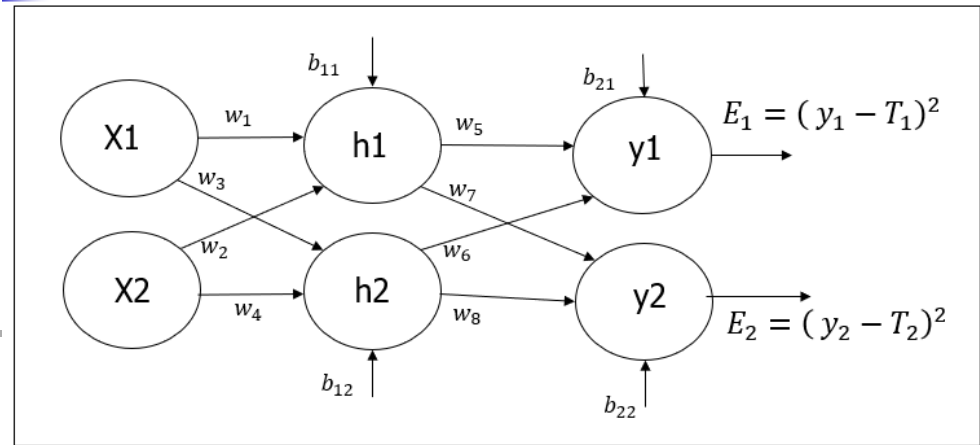 b₁₁
b₂₁
X1
w₁
h1
w₅
y1
E₁ = ( y₁ − T₁)²
w₃
w₇
X2
w₂
w₄
h2
w₆
w₈
y2
E₂ = ( y₂ − T₂)²
b₁₂
b₂₂